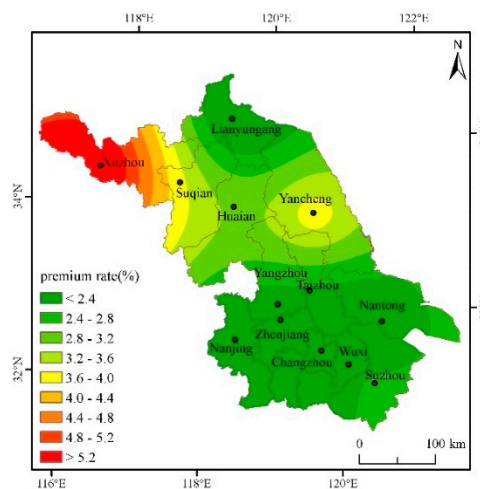 118°E 120°E 122°E
N
Lianyungang
Xuzhou
34°N
Suqian
Yancheng
Huaian
premium rate(%)
< 2.4
2.4 - 2.8
2.8 - 3.2
3.2 - 3.6
3.6 - 4.0
4.0 - 4.4
4.4 - 4.8
4.8 - 5.2
> 5.2
Yangzhou
Taizhou
Nantong
Zhenjiang
Nanjing
Changzhou
Wuxi
Suzhou
32°N
0 100 km
116°E 118°E 120°E